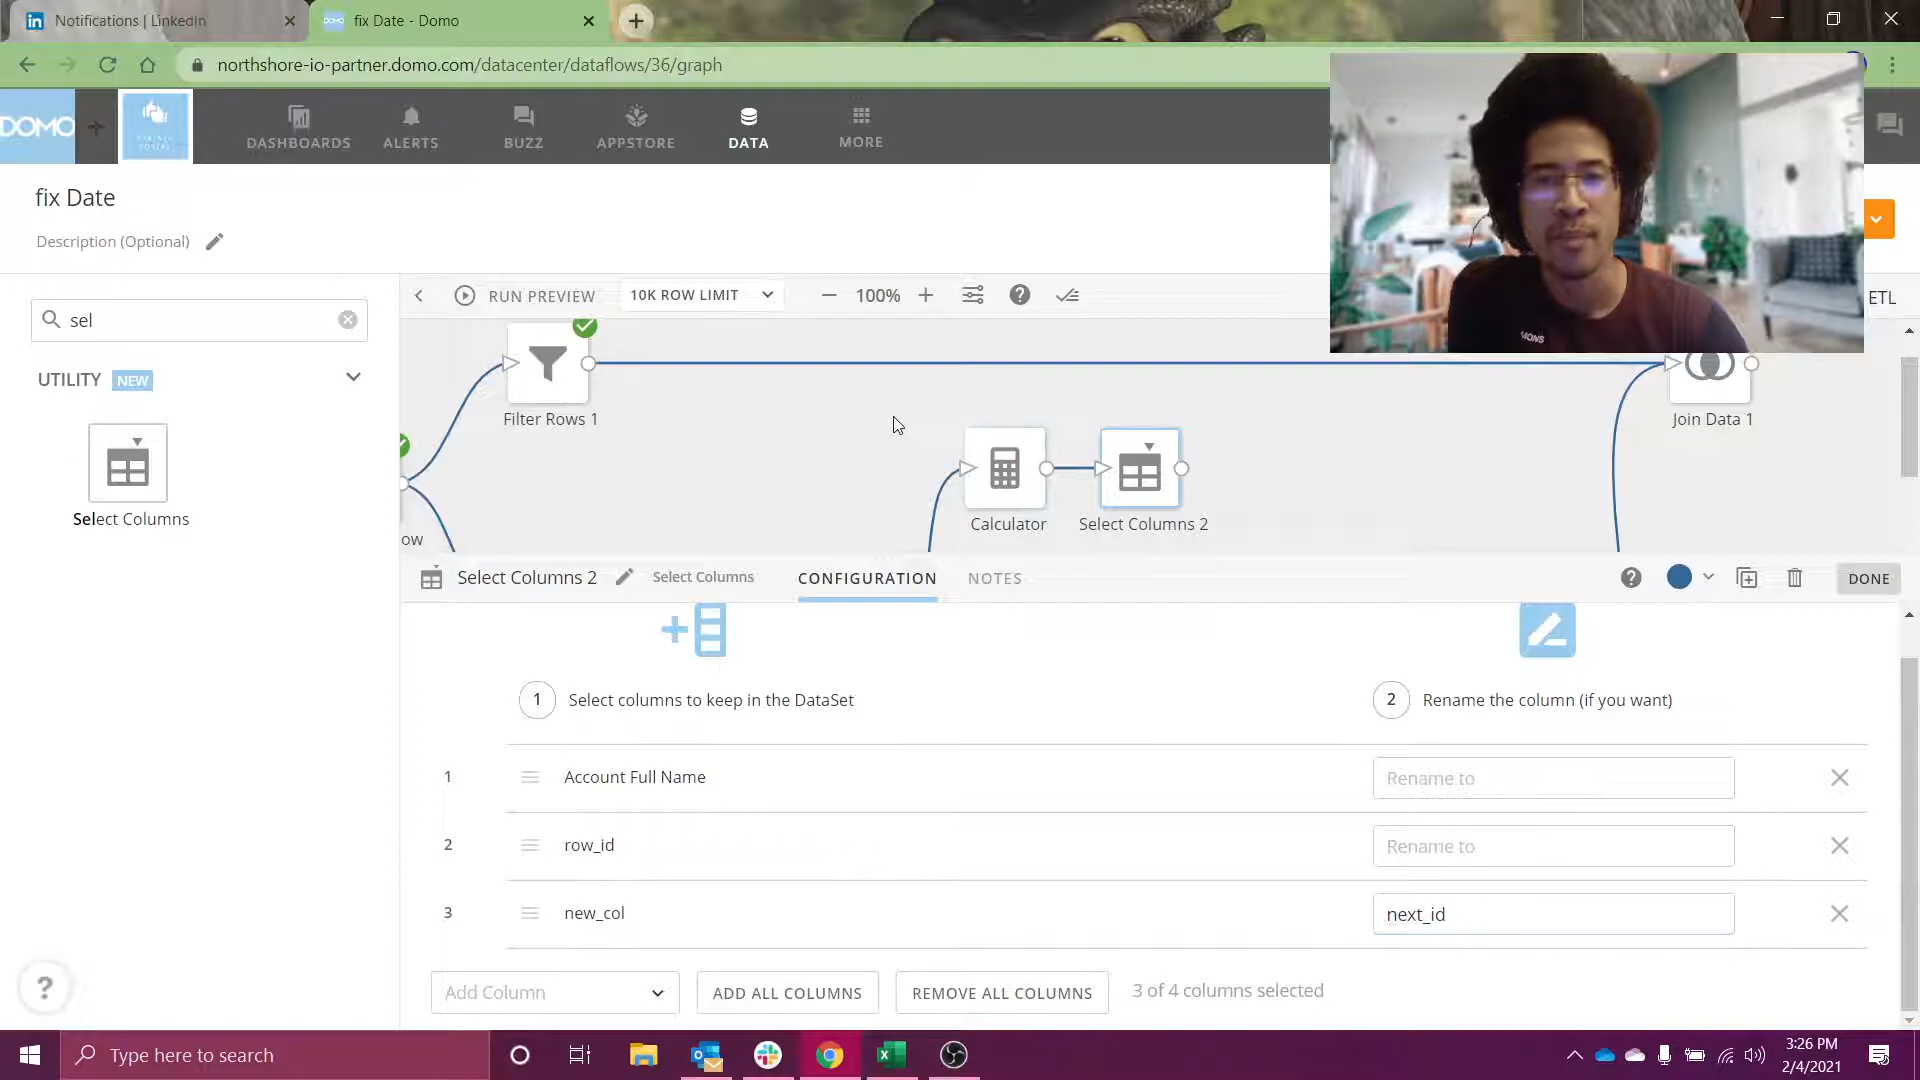 Notifications | LinkedIn
fix Date - Domo
northshore-io-partner.domo.com/datacenter/dataflows/36/graph
DOMO
DASHBOARDS
ALERTS
BUZZ
APPSTORE
DATA
MORE
fix Date
Description (Optional)
sel
RUN PREVIEW
10K ROW LIMIT
100%
ETL
UTILITY NEW
Select Columns
Filter Rows 1
Join Data 1
ow
Calculator
Select Columns 2
Select Columns 2
Select Columns
CONFIGURATION
NOTES
DONE
1 Select columns to keep in the DataSet
2 Rename the column (if you want)
1 Account Full Name Rename to
2 row_id Rename to
3 new_col next_id
Add Column
ADD ALL COLUMNS
REMOVE ALL COLUMNS
3 of 4 columns selected
Type here to search
3:26 PM
2/4/2021